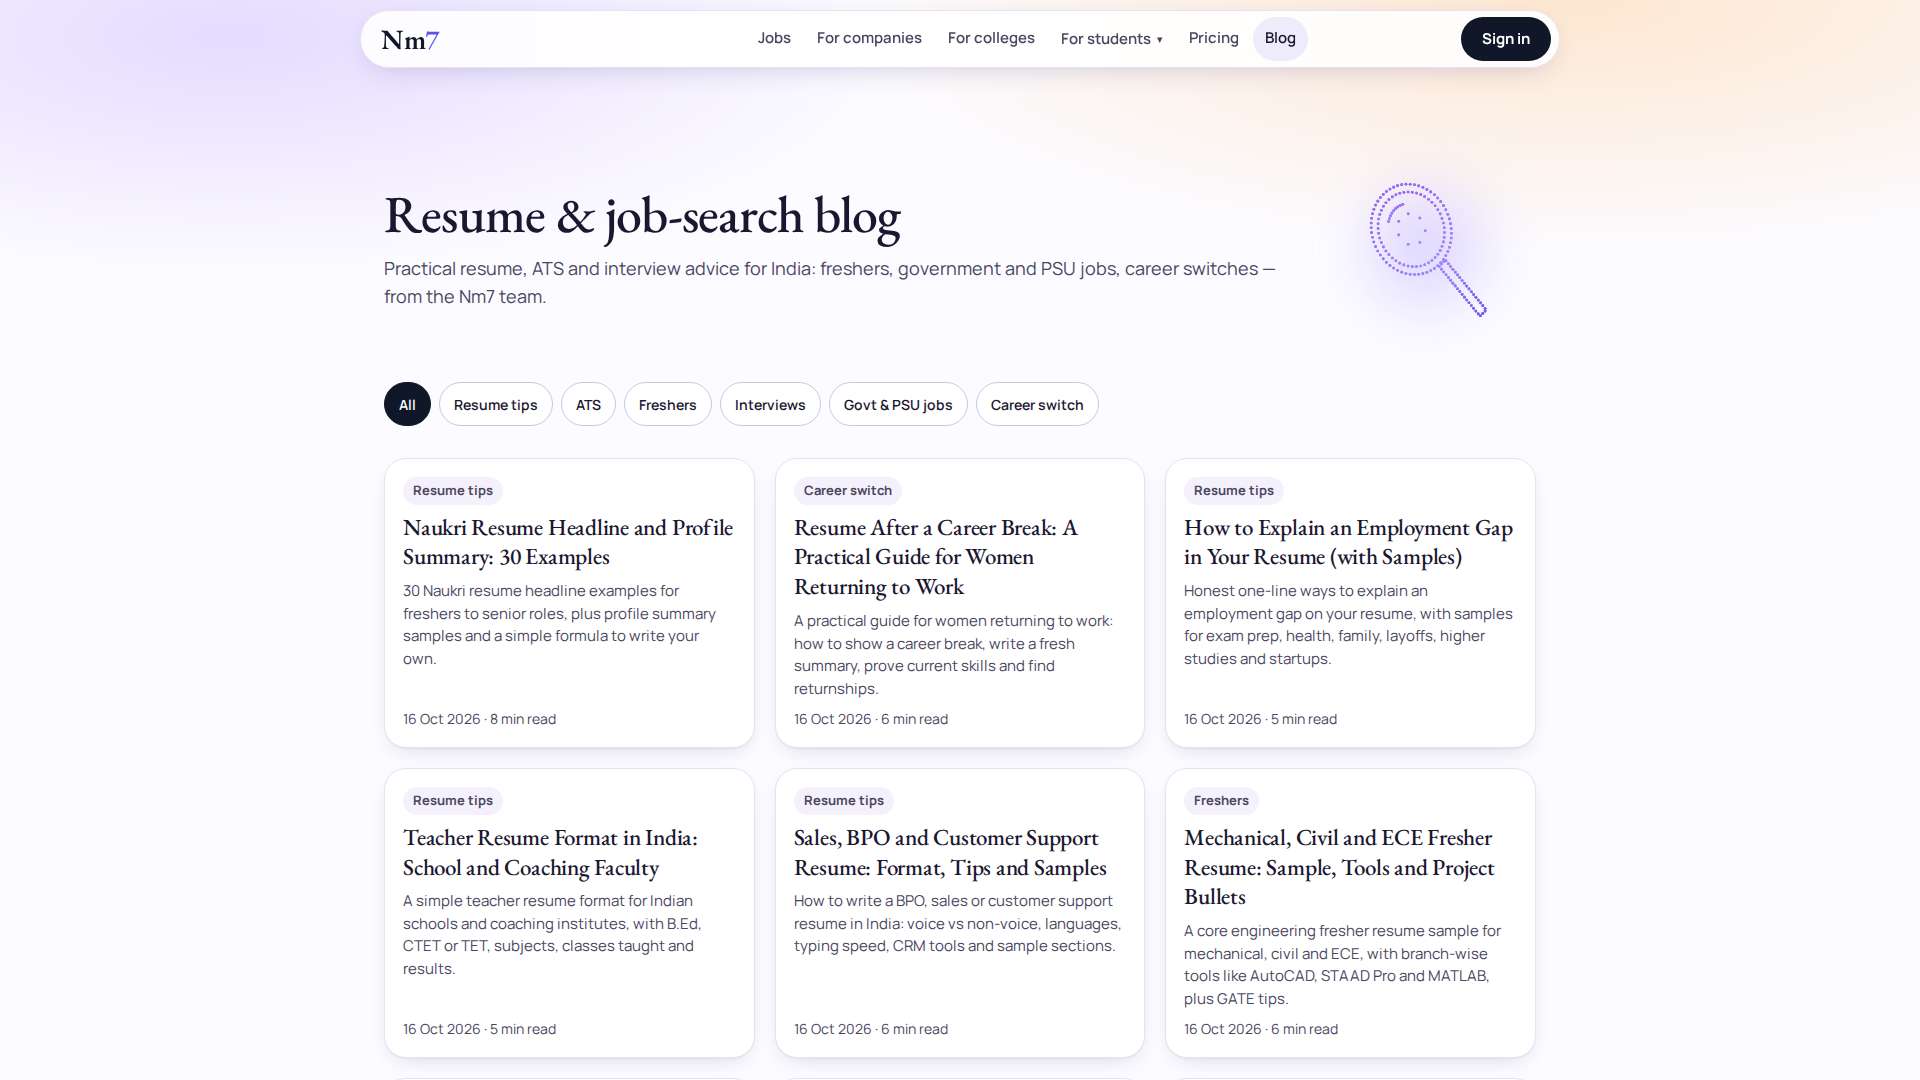 Nm7
Jobs
For companies
For colleges
For students ▾
Pricing
Blog
Sign in
Resume & job-search blog
Practical resume, ATS and interview advice for India: freshers, government and PSU jobs, career switches —
from the Nm7 team.
All
Resume tips
ATS
Freshers
Interviews
Govt & PSU jobs
Career switch
Resume tips
Naukri Resume Headline and Profile
Summary: 30 Examples
30 Naukri resume headline examples for
freshers to senior roles, plus profile summary
samples and a simple formula to write your
own.
16 Oct 2026 · 8 min read
Career switch
Resume After a Career Break: A
Practical Guide for Women
Returning to Work
A practical guide for women returning to work:
how to show a career break, write a fresh
summary, prove current skills and find
returnships.
16 Oct 2026 · 6 min read
Resume tips
How to Explain an Employment Gap
in Your Resume (with Samples)
Honest one-line ways to explain an
employment gap on your resume, with samples
for exam prep, health, family, layoffs, higher
studies and startups.
16 Oct 2026 · 5 min read
Resume tips
Teacher Resume Format in India:
School and Coaching Faculty
A simple teacher resume format for Indian
schools and coaching institutes, with B.Ed,
CTET or TET, subjects, classes taught and
results.
16 Oct 2026 · 5 min read
Resume tips
Sales, BPO and Customer Support
Resume: Format, Tips and Samples
How to write a BPO, sales or customer support
resume in India: voice vs non-voice, languages,
typing speed, CRM tools and sample sections.
16 Oct 2026 · 6 min read
Freshers
Mechanical, Civil and ECE Fresher
Resume: Sample, Tools and Project
Bullets
A core engineering fresher resume sample for
mechanical, civil and ECE, with branch-wise
tools like AutoCAD, STAAD Pro and MATLAB,
plus GATE tips.
16 Oct 2026 · 6 min read